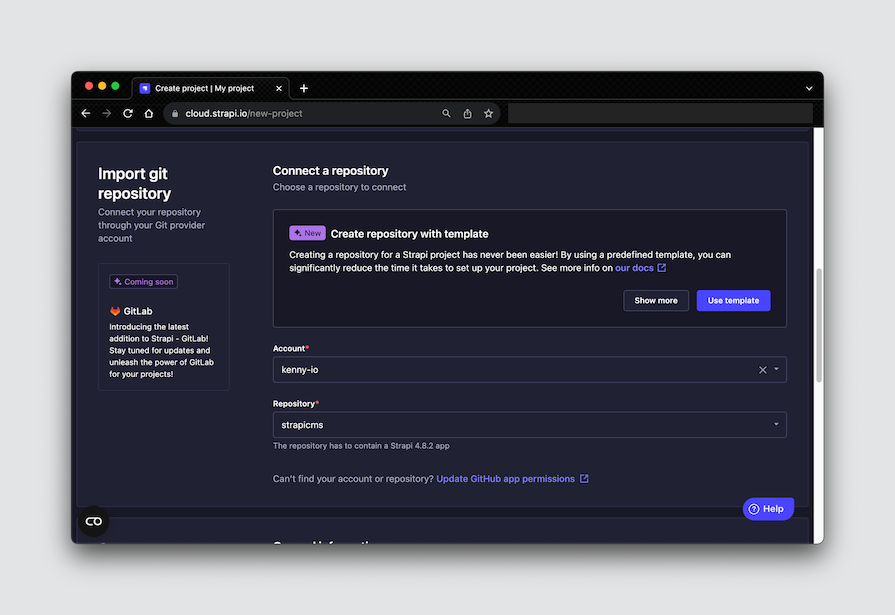 Create project | My project
cloud.strapi.io/new-project
Import git
repository
Connect your repository
through your Git provider
account
Coming soon
GitLab
Introducing the latest
addition to Strapi - GitLab!
Stay tuned for updates and
unleash the power of GitLab
for your projects!
Connect a repository
Choose a repository to connect
New Create repository with template
Creating a repository for a Strapi project has never been easier! By using a predefined template, you can
significantly reduce the time it takes to set up your project. See more info on our docs
Show more Use template
Account*
kenny-io
Repository*
strapicms
The repository has to contain a Strapi 4.8.2 app
Can't find your account or repository? Update GitHub app permissions
Help